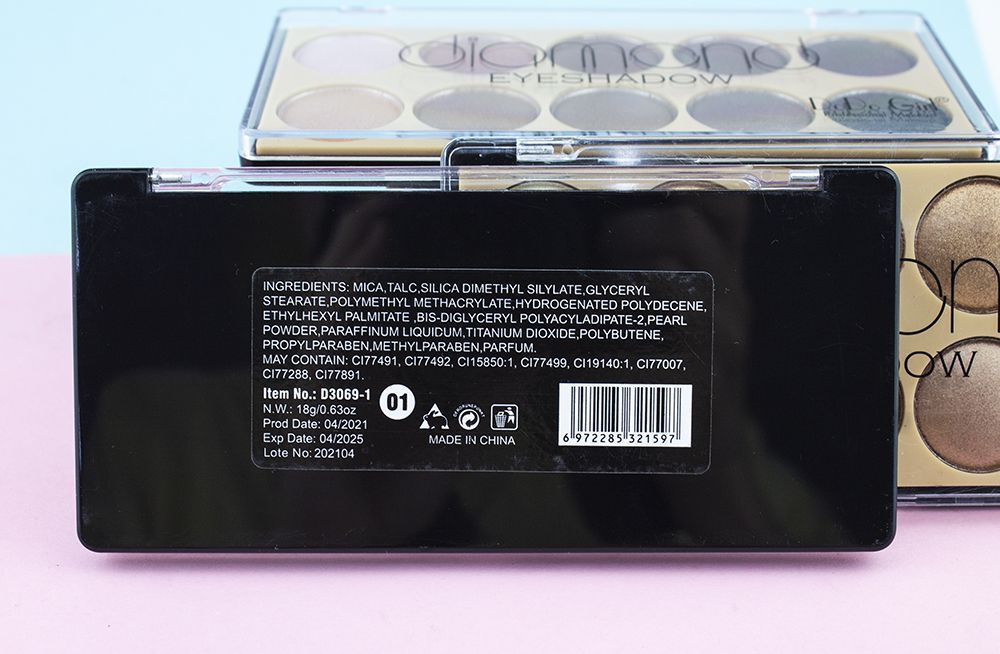 diamond
EYESHADOW
DoDo Girl
INGREDIENTS: MICA,TALC,SILICA DIMETHYL SILYLATE,GLYCERYL
STEARATE,POLYMETHYL METHACRYLATE,HYDROGENATED POLYDECENE,
ETHYLHEXYL PALMITATE ,BIS-DIGLYCERYL POLYACYLADIPATE-2,PEARL
POWDER,PARAFFINUM LIQUIDUM,TITANIUM DIOXIDE,POLYBUTENE,
PROPYLPARABEN,METHYLPARABEN,PARFUM.
MAY CONTAIN: CI77491, CI77492, CI15850:1, CI77499, CI19140:1, CI77007,
CI77288, CI77891.
Item No.: D3069-1
01
N.W.: 18g/0.63oz
Prod Date: 04/2021
Exp Date: 04/2025
Lote No: 202104
MADE IN CHINA
6 972285 321597
on
OW